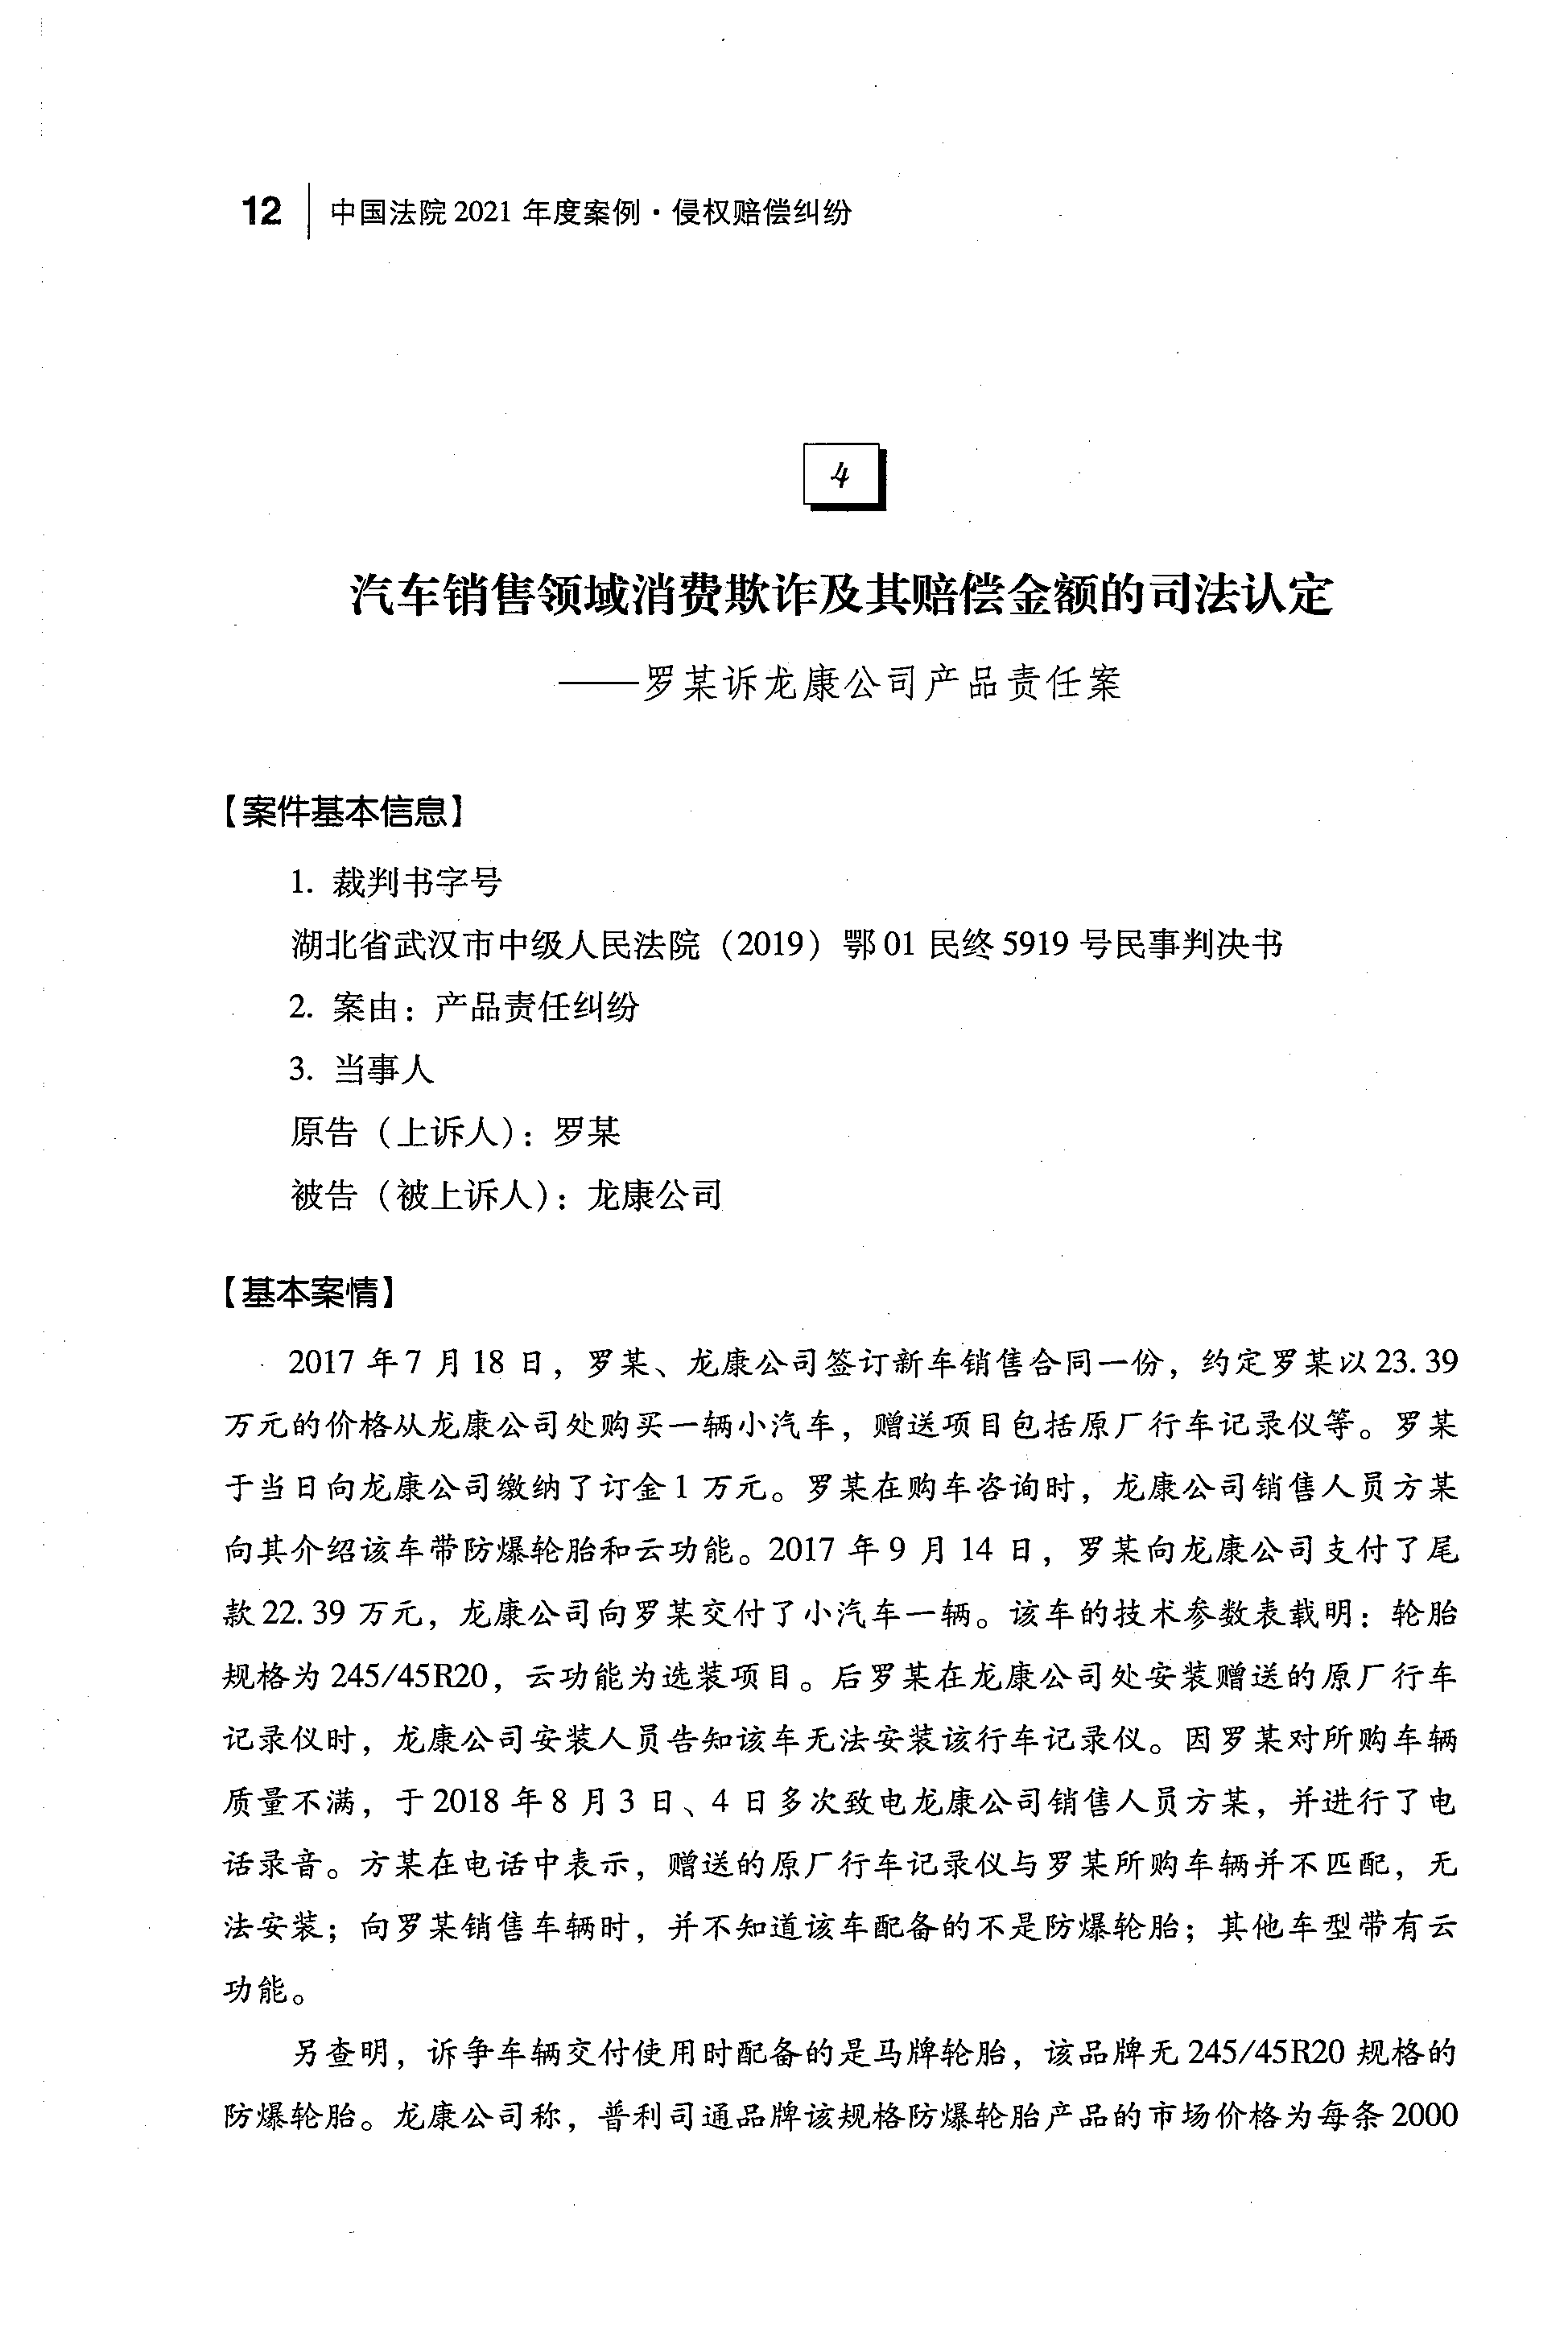 12 中国法院2021年度案例·侵权赔偿纠纷
4
汽车销售领域消费欺诈及其赔偿金额的司法认定
——罗某诉龙康公司产品责任案
【案件基本信息】
1. 裁判书字号
湖北省武汉市中级人民法院（2019）鄂01民终5919号民事判决书
2. 案由：产品责任纠纷
3. 当事人
原告（上诉人）：罗某
被告（被上诉人）：龙康公司
【基本案情】
2017年7月18日，罗某、龙康公司签订新车销售合同一份，约定罗某以23.39
万元的价格从龙康公司处购买一辆小汽车，赠送项目包括原厂行车记录仪等。罗某
于当日向龙康公司缴纳了订金1万元。罗某在购车咨询时，龙康公司销售人员方某
向其介绍该车带防爆轮胎和云功能。2017年9月14日，罗某向龙康公司支付了尾
款22.39万元，龙康公司向罗某交付了小汽车一辆。该车的技术参数表载明：轮胎
规格为245/45R20，云功能为选装项目。后罗某在龙康公司处安装赠送的原厂行车
记录仪时，龙康公司安装人员告知该车无法安装该行车记录仪。因罗某对所购车辆
质量不满，于2018年8月3日、4日多次致电龙康公司销售人员方某，并进行了电
话录音。方某在电话中表示，赠送的原厂行车记录仪与罗某所购车辆并不匹配，无
法安装；向罗某销售车辆时，并不知道该车配备的不是防爆轮胎；其他车型带有云
功能。
另查明，诉争车辆交付使用时配备的是马牌轮胎，该品牌无245/45R20规格的
防爆轮胎。龙康公司称，普利司通品牌该规格防爆轮胎产品的市场价格为每条2000